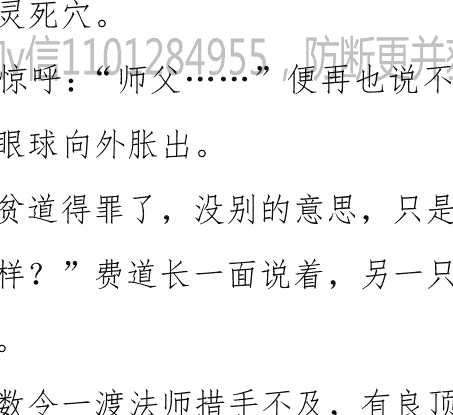 灵死穴。
v信1101284955，防断更并
惊呼：“师父……”便再也说不
眼球向外胀出。
贫道得罪了，没别的意思，只是
样？”费道长一面说着，另一只
。
数令一渡法师措手不及，有良顶